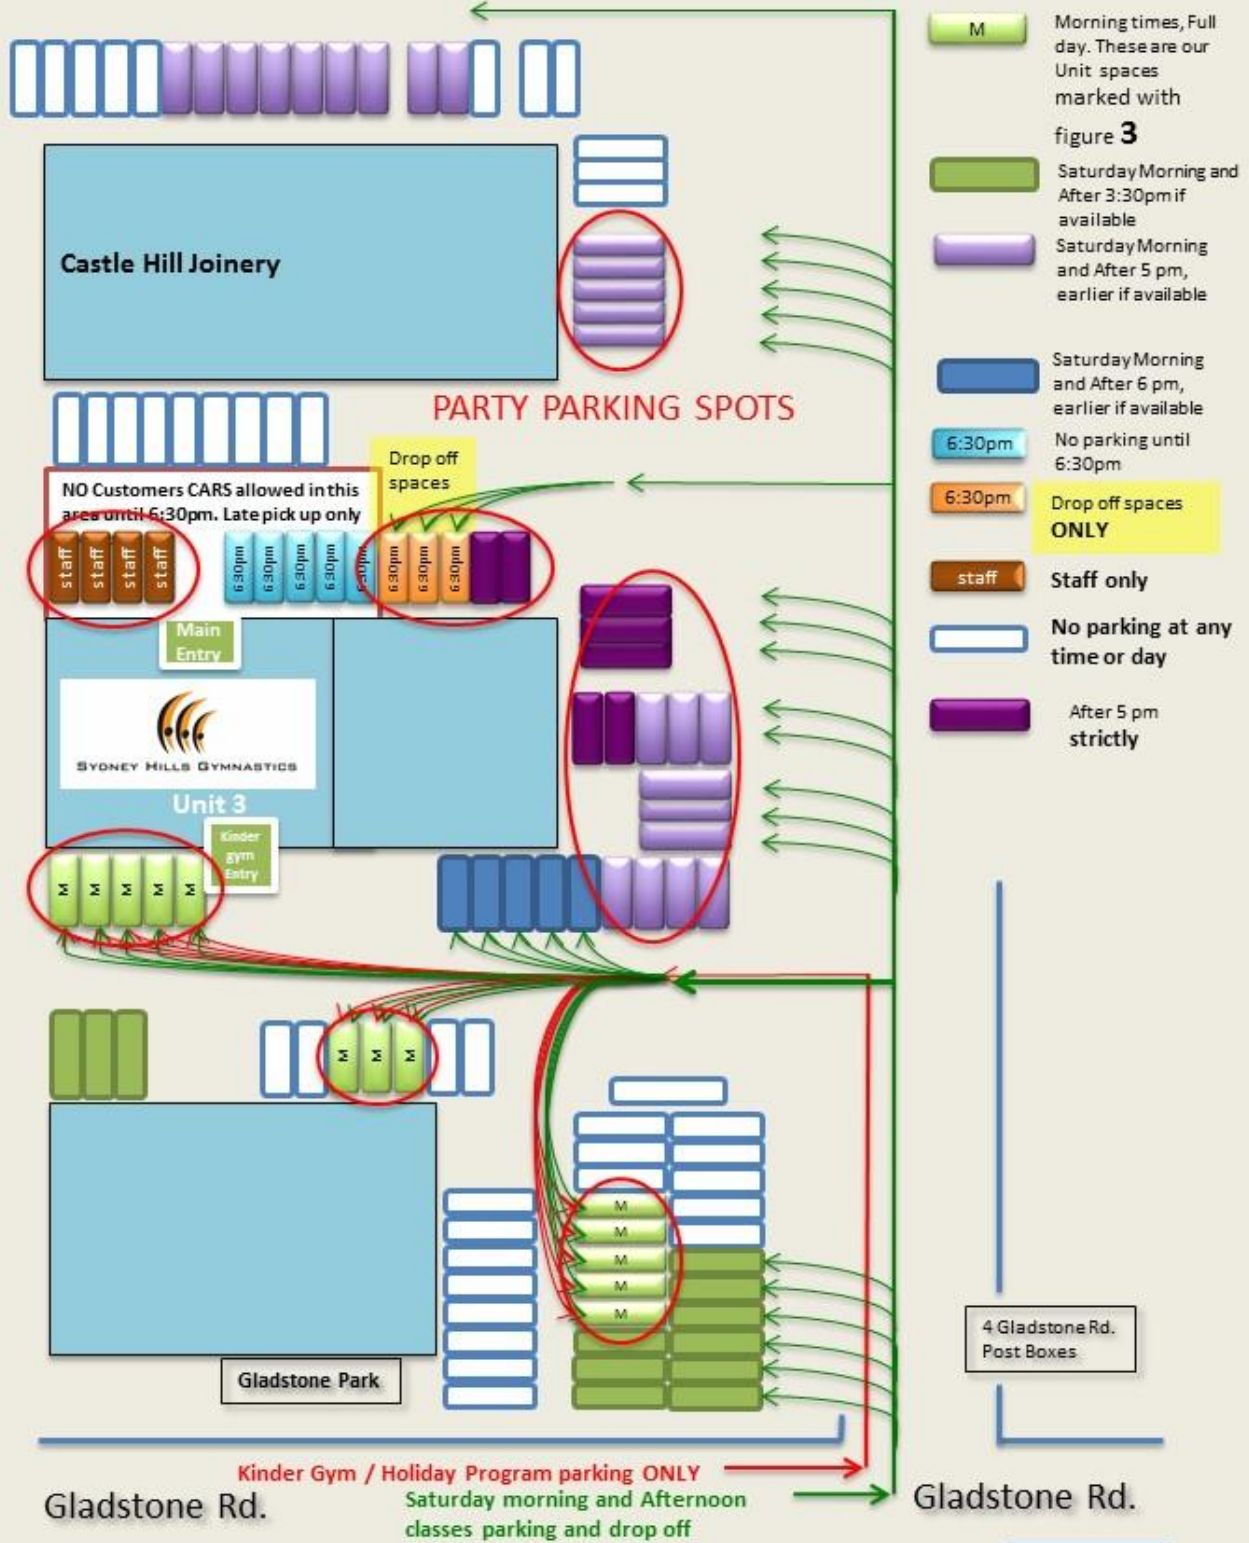 M
Morning times, Full
day. These are our
Unit spaces
marked with
figure 3
Saturday Morning and
After 3:30pm if
available
Saturday Morning
and After 5 pm,
earlier if available
Saturday Morning
and After 6 pm,
earlier if available
6:30pm
No parking until
6:30pm
6:30pm
Drop off spaces
ONLY
staff
Staff only
No parking at any
time or day
After 5 pm
strictly
Castle Hill Joinery
PARTY PARKING SPOTS
Drop off
spaces
NO Customers CARS allowed in this
area until 6:30pm. Late pick up only
staff
staff
staff
staff
6:30pm
6:30pm
6:30pm
6:30pm
6:30pm
6:30pm
6:30pm
6:30pm
Main
Entry
SYDNEY HILLS GYMNASTICS
Unit 3
Kinder
gym
Entry
M
M
M
M
M
M
M
M
M
M
M
M
M
4 Gladstone Rd.
Post Boxes
Gladstone Park
Kinder Gym / Holiday Program parking ONLY
Gladstone Rd.
Saturday morning and Afternoon
classes parking and drop off
Gladstone Rd.